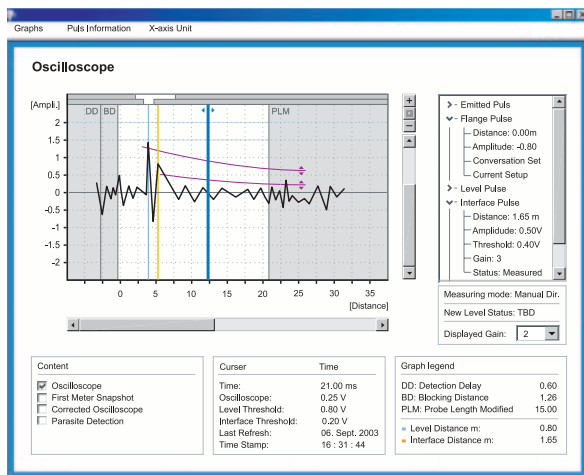 Graphs Puls Information X-axis Unit
Oscilloscope
[Ampli.]
DD BD PLM
2
1.5
1
0.5
0
-0.5
-1
-1.5
-2
0 5 10 15 20 25 30 35
[Distance]
Emitted Puls
Flange Pulse
Distance: 0.00m
Amplitude: -0.80
Conversation Set
Current Setup
Level Pulse
Interface Pulse
Distance: 1.65 m
Amplidude: 0.50V
Threshold: 0.40V
Gain: 3
Status: Measured
Measuring mode: Manual Dir.
New Level Status: TBD
Displayed Gain: 2
Content
Oscilloscope
First Meter Snapshot
Corrected Oscilloscope
Parasite Detection
Curser Time
Time: 21.00 ms
Oscilloscope: 0.25 V
Level Threshold: 0.80 V
Interface Threshold: 0.20 V
Last Refresh: 06. Sept. 2003
Time Stamp: 16 : 31 : 44
Graph legend
DD: Detection Delay 0.60
BD: Blocking Distance 1,26
PLM: Probe Length Modified 15.00
Level Distance m: 0.80
Interface Distance m: 1.65